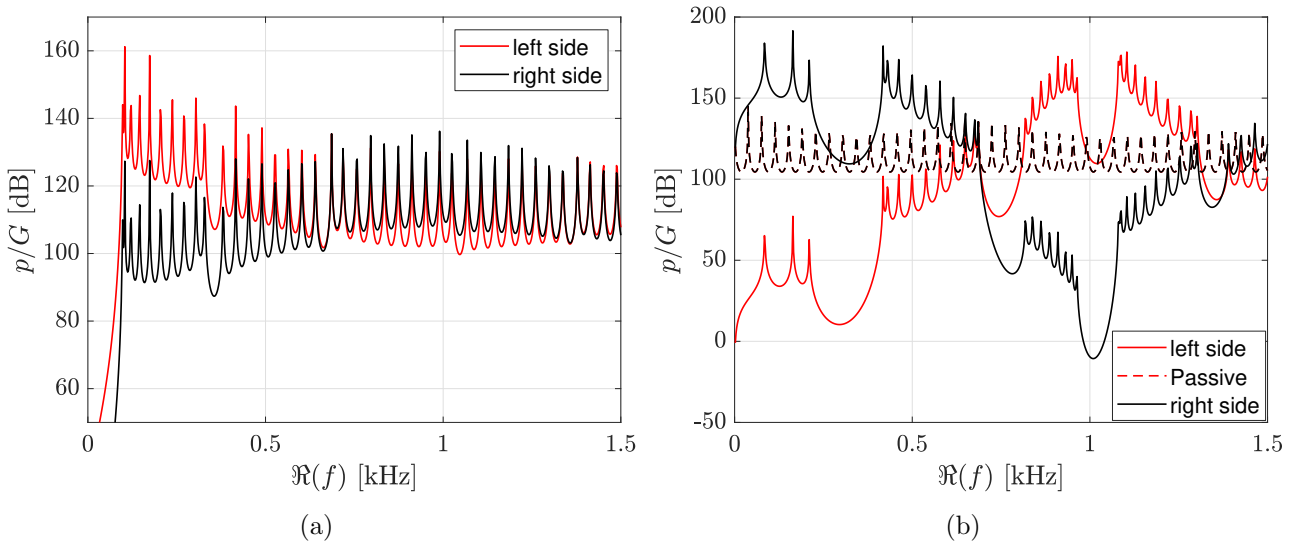 160
140
120
100
80
60
p/G [dB]
0
0.5
1
1.5
ℜ(f) [kHz]
left side
right side
(a)
200
150
100
50
0
-50
p/G [dB]
0
0.5
1
1.5
ℜ(f) [kHz]
left side
Passive
right side
(b)